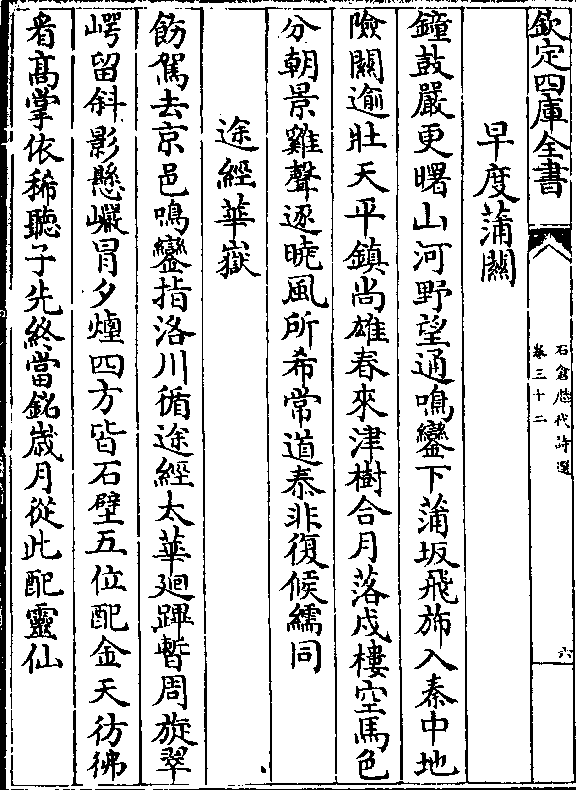 欽定四庫全書
石倉歷代詩選
卷三十二
六
早度蒲關
鐘鼓嚴更曙山河野望通鳴鑾下蒲坂飛斾入秦中地
險關逾壯天平鎮尚雄春來津樹合月落戍樓空馬色
分朝景雞聲逐曉風所希常道泰非復候繻同
途經華嶽
飭駕去京邑鳴鑾指洛川循途經太華廻蹕暫周旋翠
崿留斜影懸巖冒夕煙四方皆石壁五位配金天彷彿
看高掌依稀聽子先終當銘歲月從此配靈仙